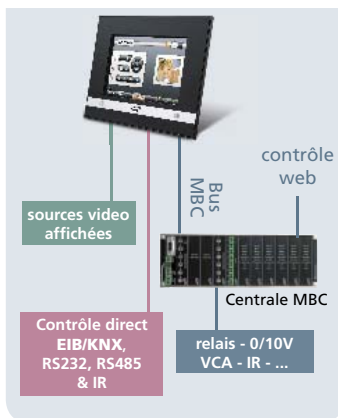 contrôle
web
Bus
MBC
sources video
affichées
Centrale MBC
Contrôle direct
EIB/KNX,
RS232, RS485
& IR
relais - 0/10V
VCA - IR - ...